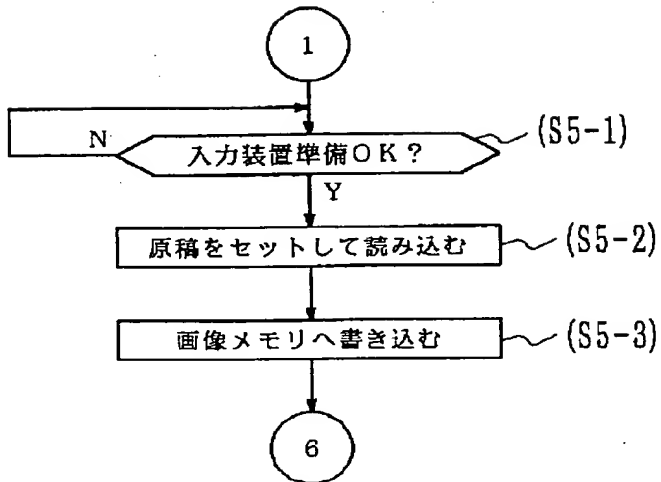 1
N
入力装置準備OK?
(S5-1)
Y
原稿をセットして読み込む
(S5-2)
画像メモリへ書き込む
(S5-3)
6